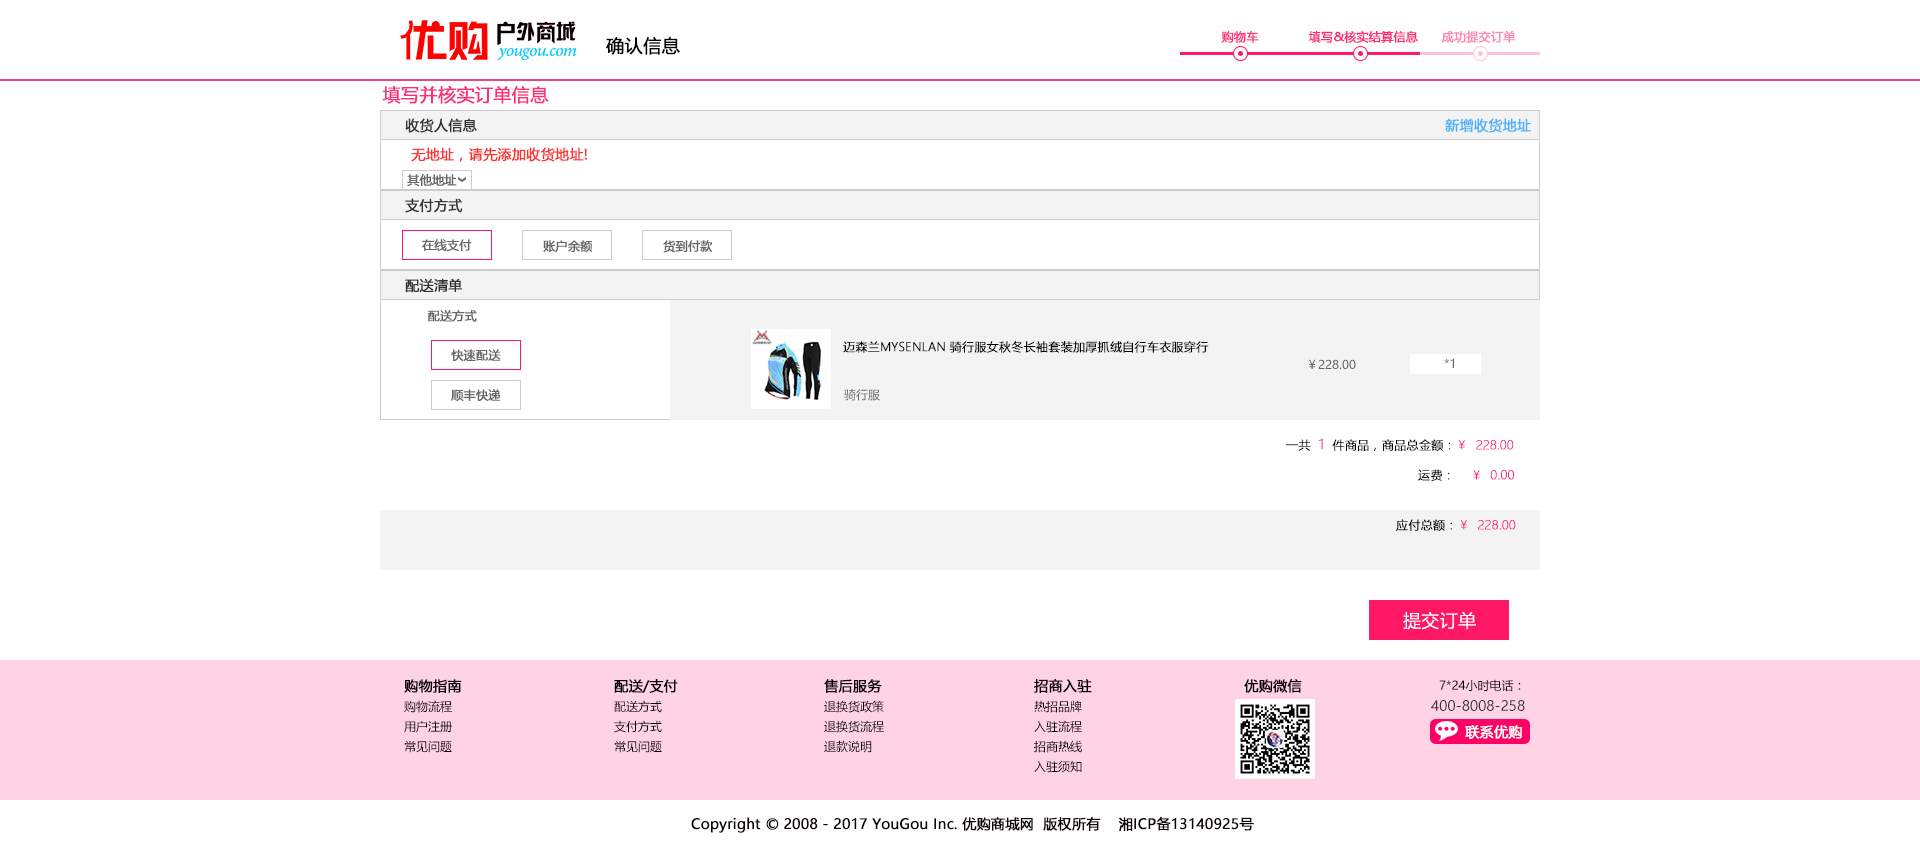 优购 户外商城
yougou.com
确认信息
购物车 填写&核实结算信息 成功提交订单
填写并核实订单信息
收货人信息 新增收货地址
无地址，请先添加收货地址!
其他地址
支付方式
在线支付 账户余额 货到付款
配送清单
配送方式
快速配送
顺丰快递
迈森兰MYSENLAN 骑行服女秋冬长袖套装加厚抓绒自行车衣服穿行
￥228.00 *1
骑行服
一共 1 件商品，商品总金额：￥ 228.00
运费： ￥ 0.00
应付总额：￥ 228.00
提交订单
购物指南 配送/支付 售后服务 招商入驻 优购微信 7*24小时电话：
购物流程 配送方式 退换货政策 热招品牌 400-8008-258
用户注册 支付方式 退换货流程 入驻流程 联系优购
常见问题 常见问题 退款说明 招商热线
入驻须知
Copyright © 2008 - 2017 YouGou Inc. 优购商城网 版权所有 湘ICP备13140925号